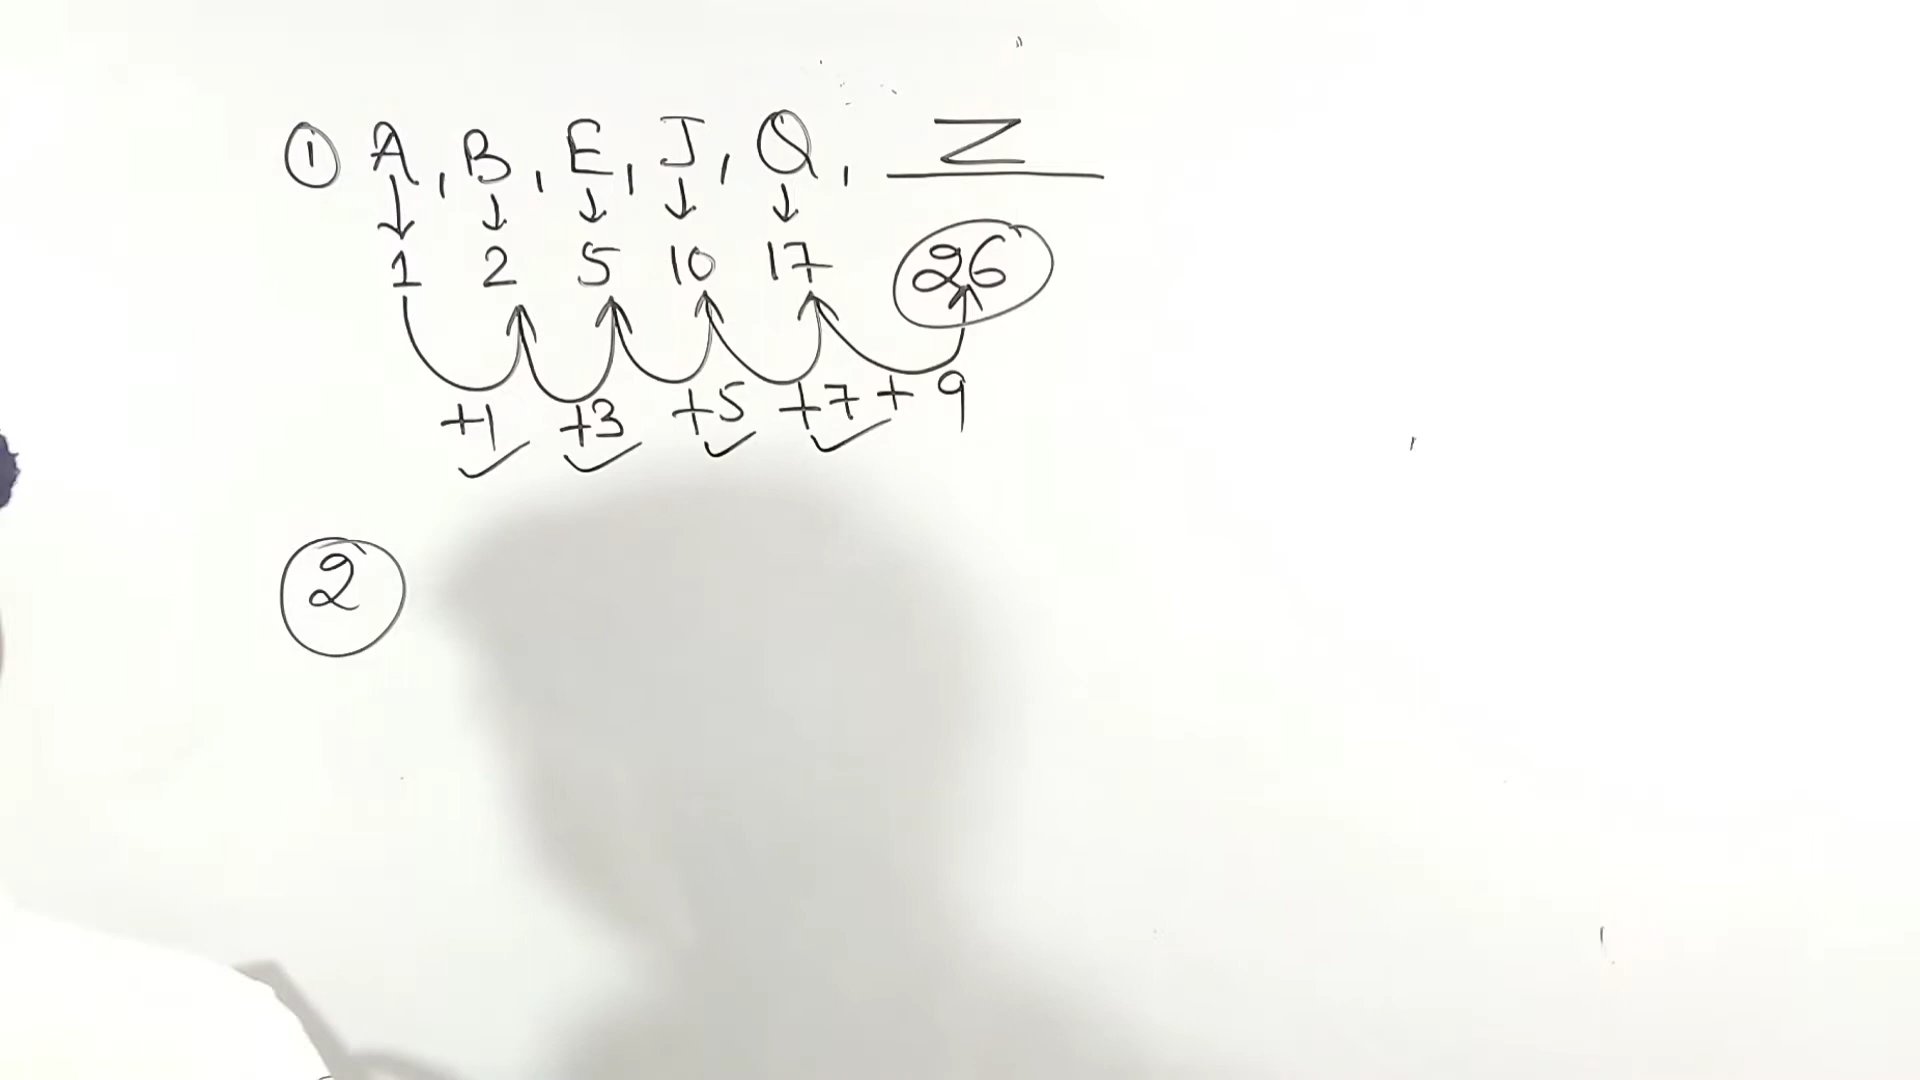 ① A, B, E, J, Q, Z
↓ ↓ ↓ ↓ ↓
1 2 5 10 17 26
+1 +3 +5 +7 +9
②